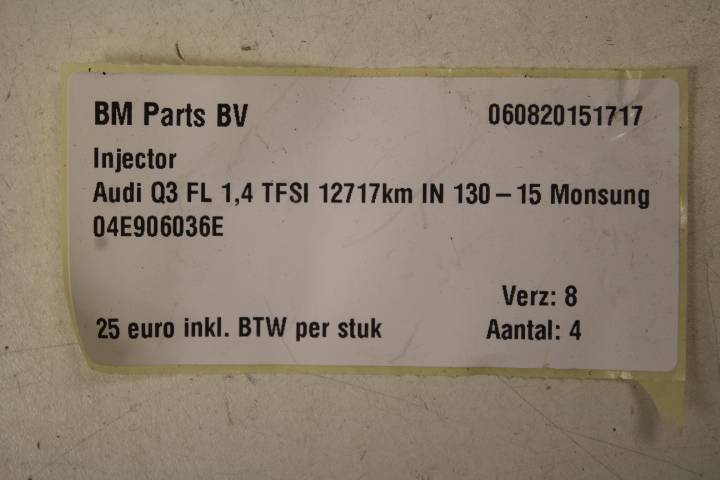 BM Parts BV 060820151717
Injector
Audi Q3 FL 1,4 TFSI 12717km IN 130-15 Monsung
04E906036E
Verz: 8
25 euro inkl. BTW per stuk Aantal: 4